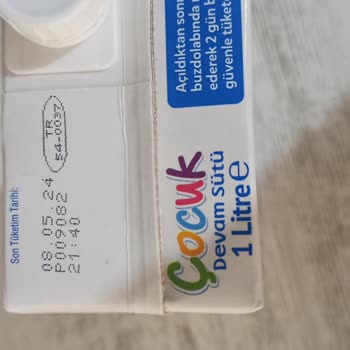 Son Tüketim Tarihi:
08.05.24
P009082
21:40
TR
54-0037
Açıldıktan sonra
buzdolabında
ederek 2 gün
güvenle tüket
Çocuk
Devam Sütü
1 Litre ℮